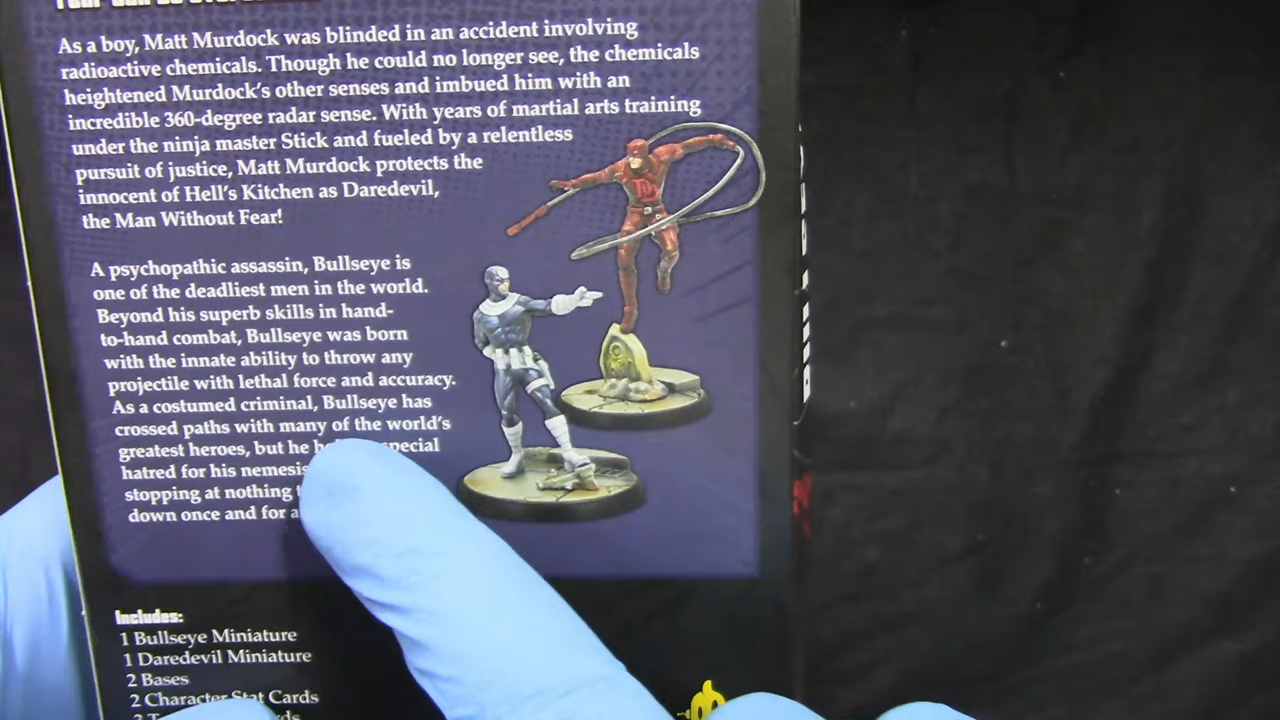 As a boy, Matt Murdock was blinded in an accident involving
radioactive chemicals. Though he could no longer see, the chemicals
heightened Murdock's other senses and imbued him with an
incredible 360-degree radar sense. With years of martial arts training
under the ninja master Stick and fueled by a relentless
pursuit of justice, Matt Murdock protects the
innocent of Hell's Kitchen as Daredevil,
the Man Without Fear!
A psychopathic assassin, Bullseye is
one of the deadliest men in the world.
Beyond his superb skills in hand-
to-hand combat, Bullseye was born
with the innate ability to throw any
projectile with lethal force and accuracy.
As a costumed criminal, Bullseye has
crossed paths with many of the world's
greatest heroes, but he special
hatred for his nemesis
stopping at nothing
down once and for
Includes:
1 Bullseye Miniature
1 Daredevil Miniature
2 Bases
2 Character Stat Cards